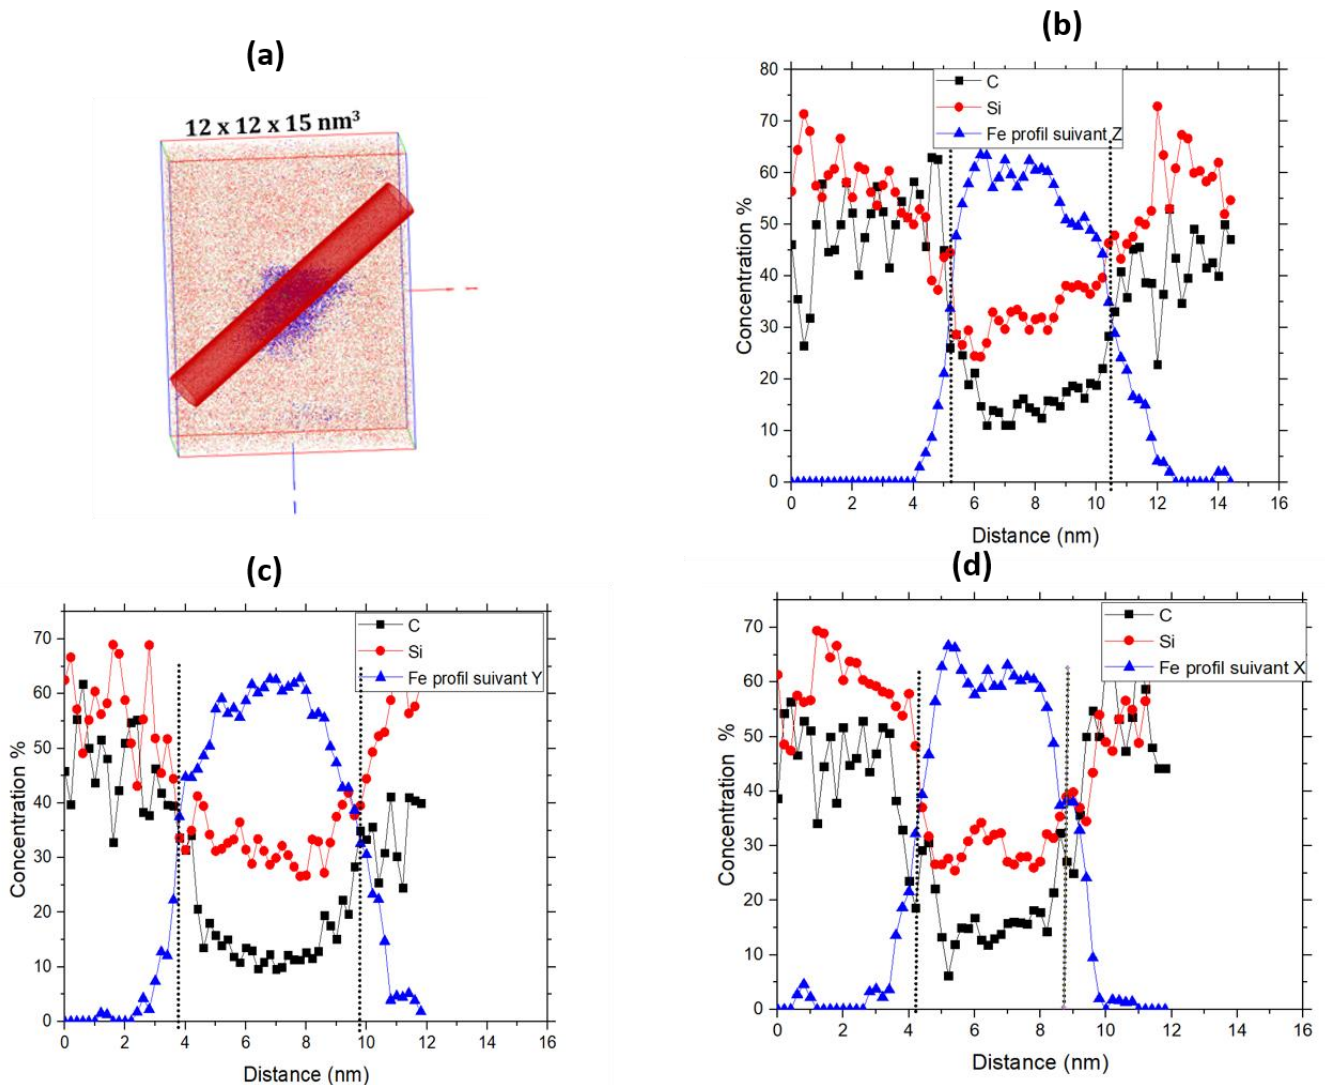 (a)
12 x 12 x 15 nm³
(b)
C
Si
Fe profil suivant Z
80
70
60
50
40
30
20
10
0
Concentration %
0 2 4 6 8 10 12 14 16
Distance (nm)
(c)
C
Si
Fe profil suivant Y
70
60
50
40
30
20
10
0
Concentration %
0 2 4 6 8 10 12 14 16
Distance (nm)
(d)
C
Si
Fe profil suivant X
70
60
50
40
30
20
10
0
Concentration %
0 2 4 6 8 10 12 14 16
Distance (nm)